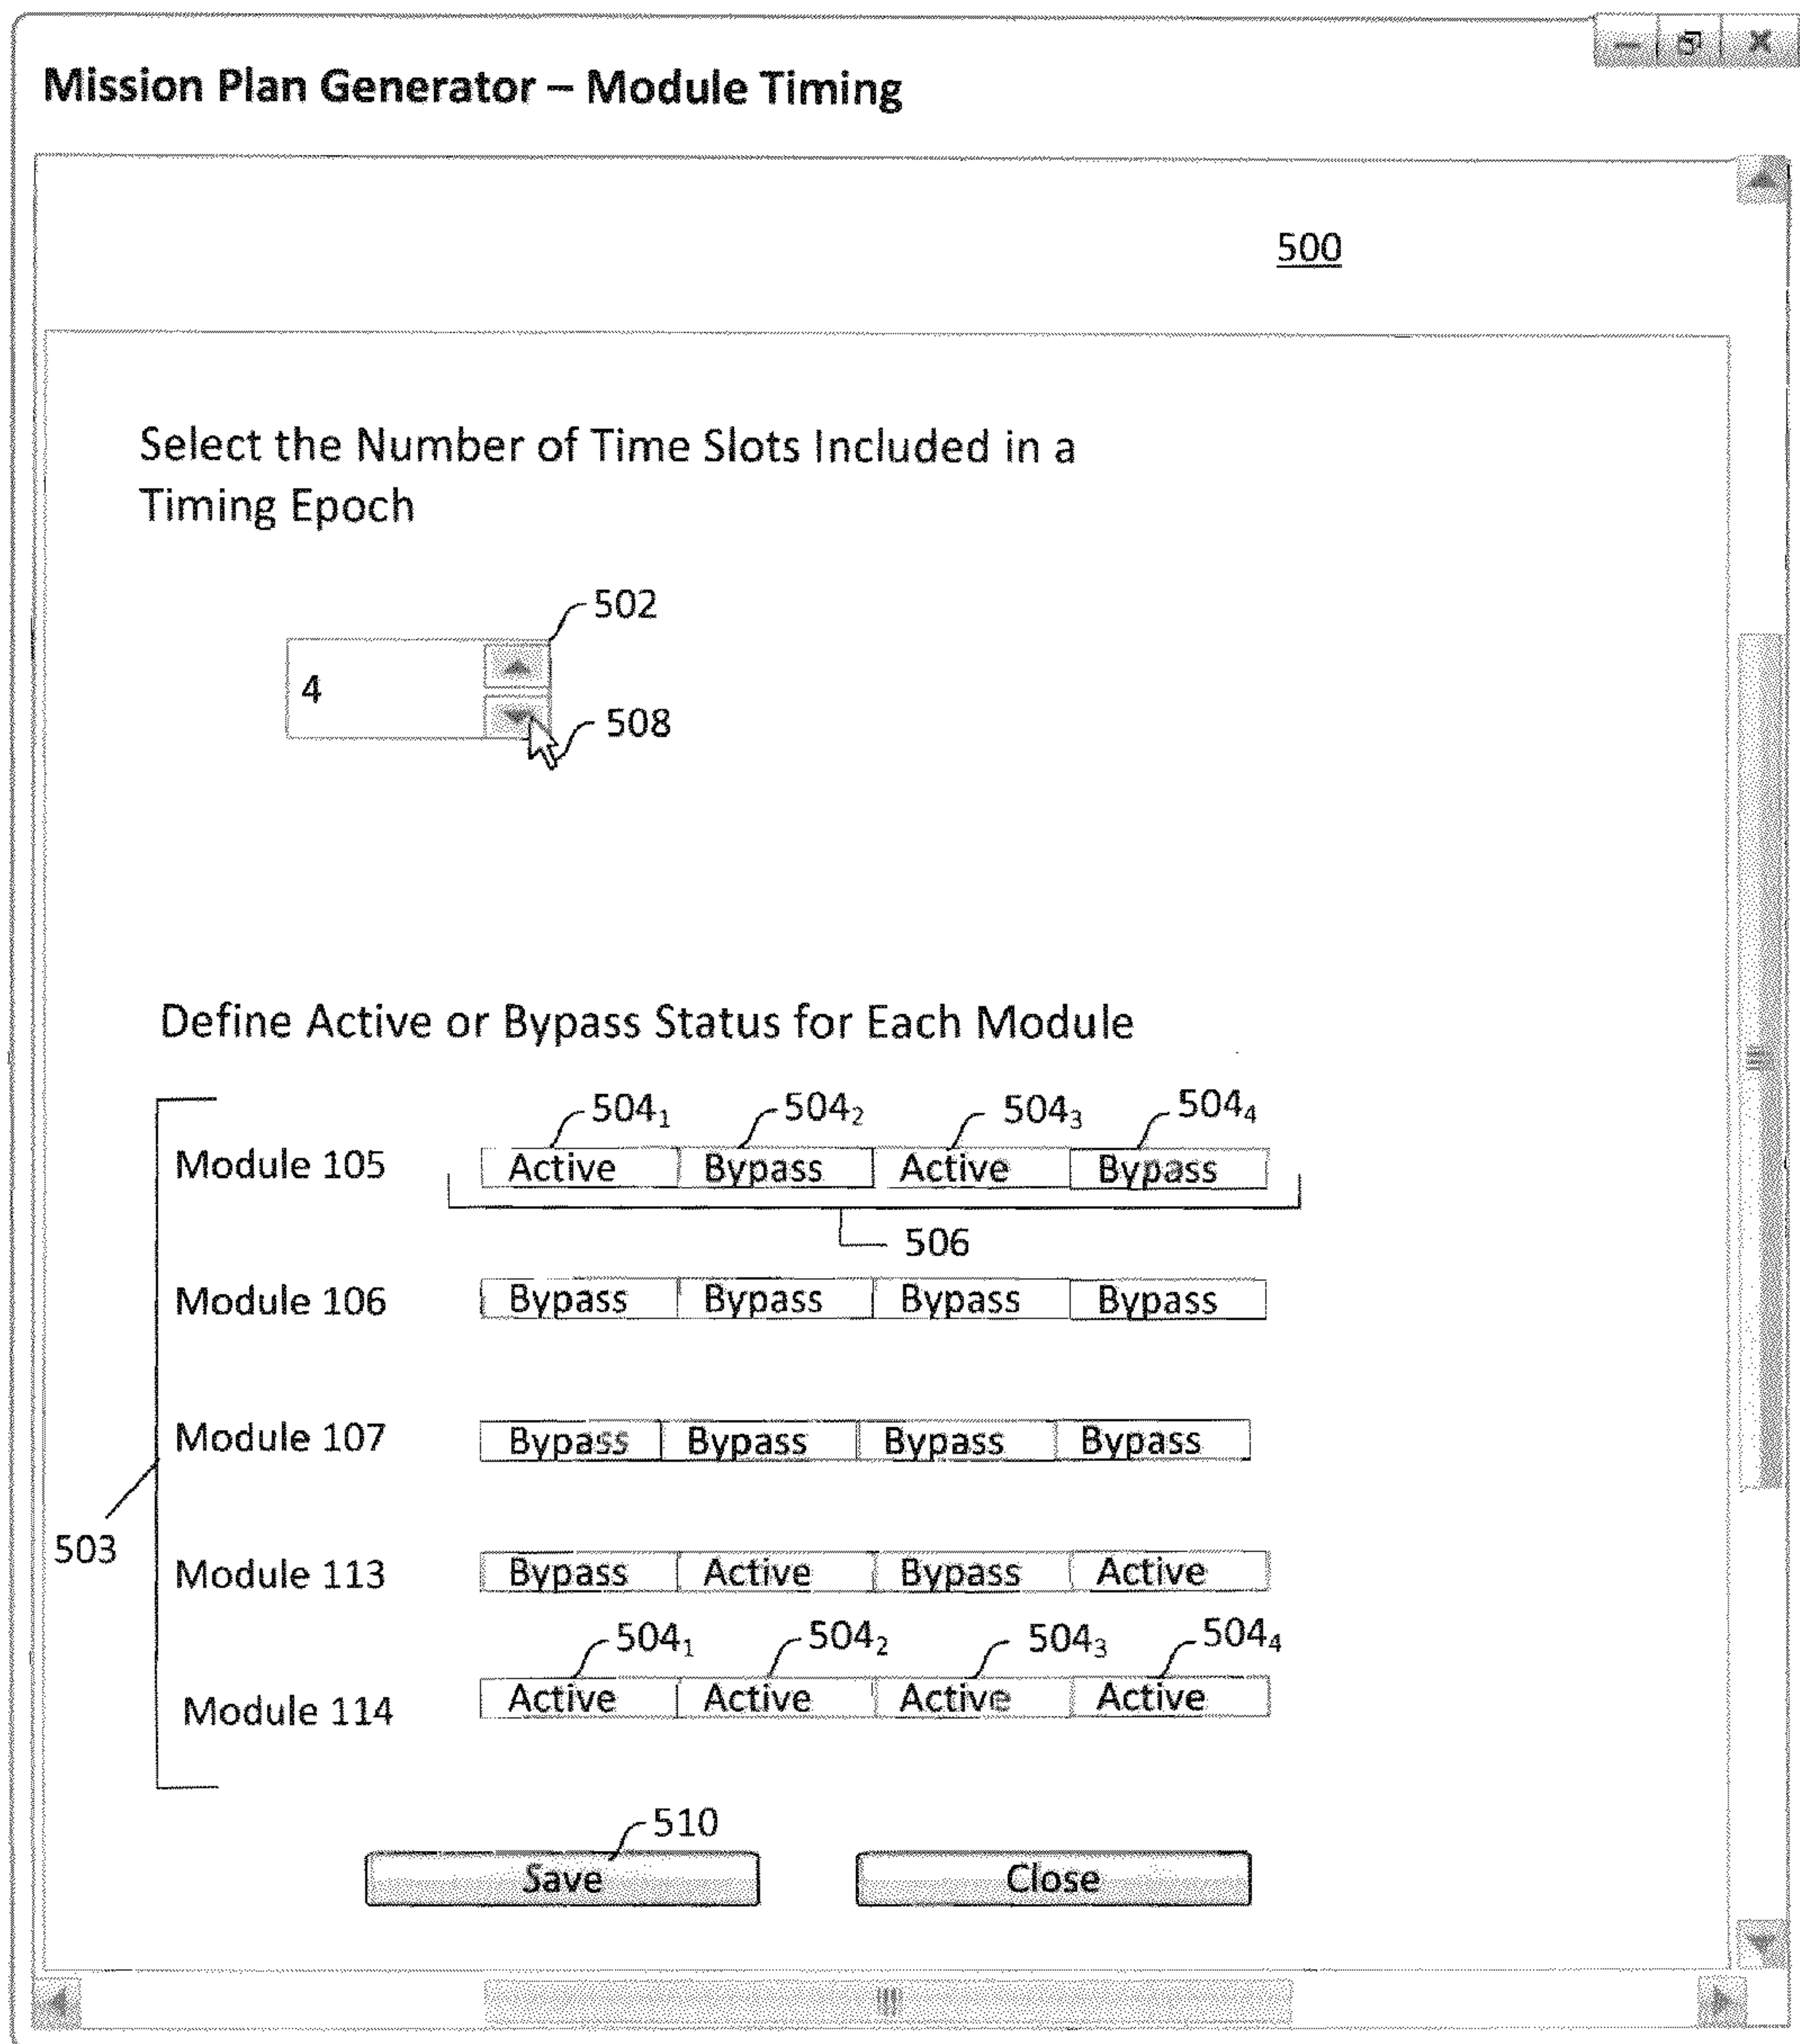 Mission Plan Generator – Module Timing
500
Select the Number of Time Slots Included in a
Timing Epoch
502
4
508
Define Active or Bypass Status for Each Module
504₁ 504₂ 504₃ 504₄
Module 105 Active Bypass Active Bypass
506
Module 106 Bypass Bypass Bypass Bypass
Module 107 Bypass Bypass Bypass Bypass
503
Module 113 Bypass Active Bypass Active
504₁ 504₂ 504₃ 504₄
Module 114 Active Active Active Active
510
Save Close